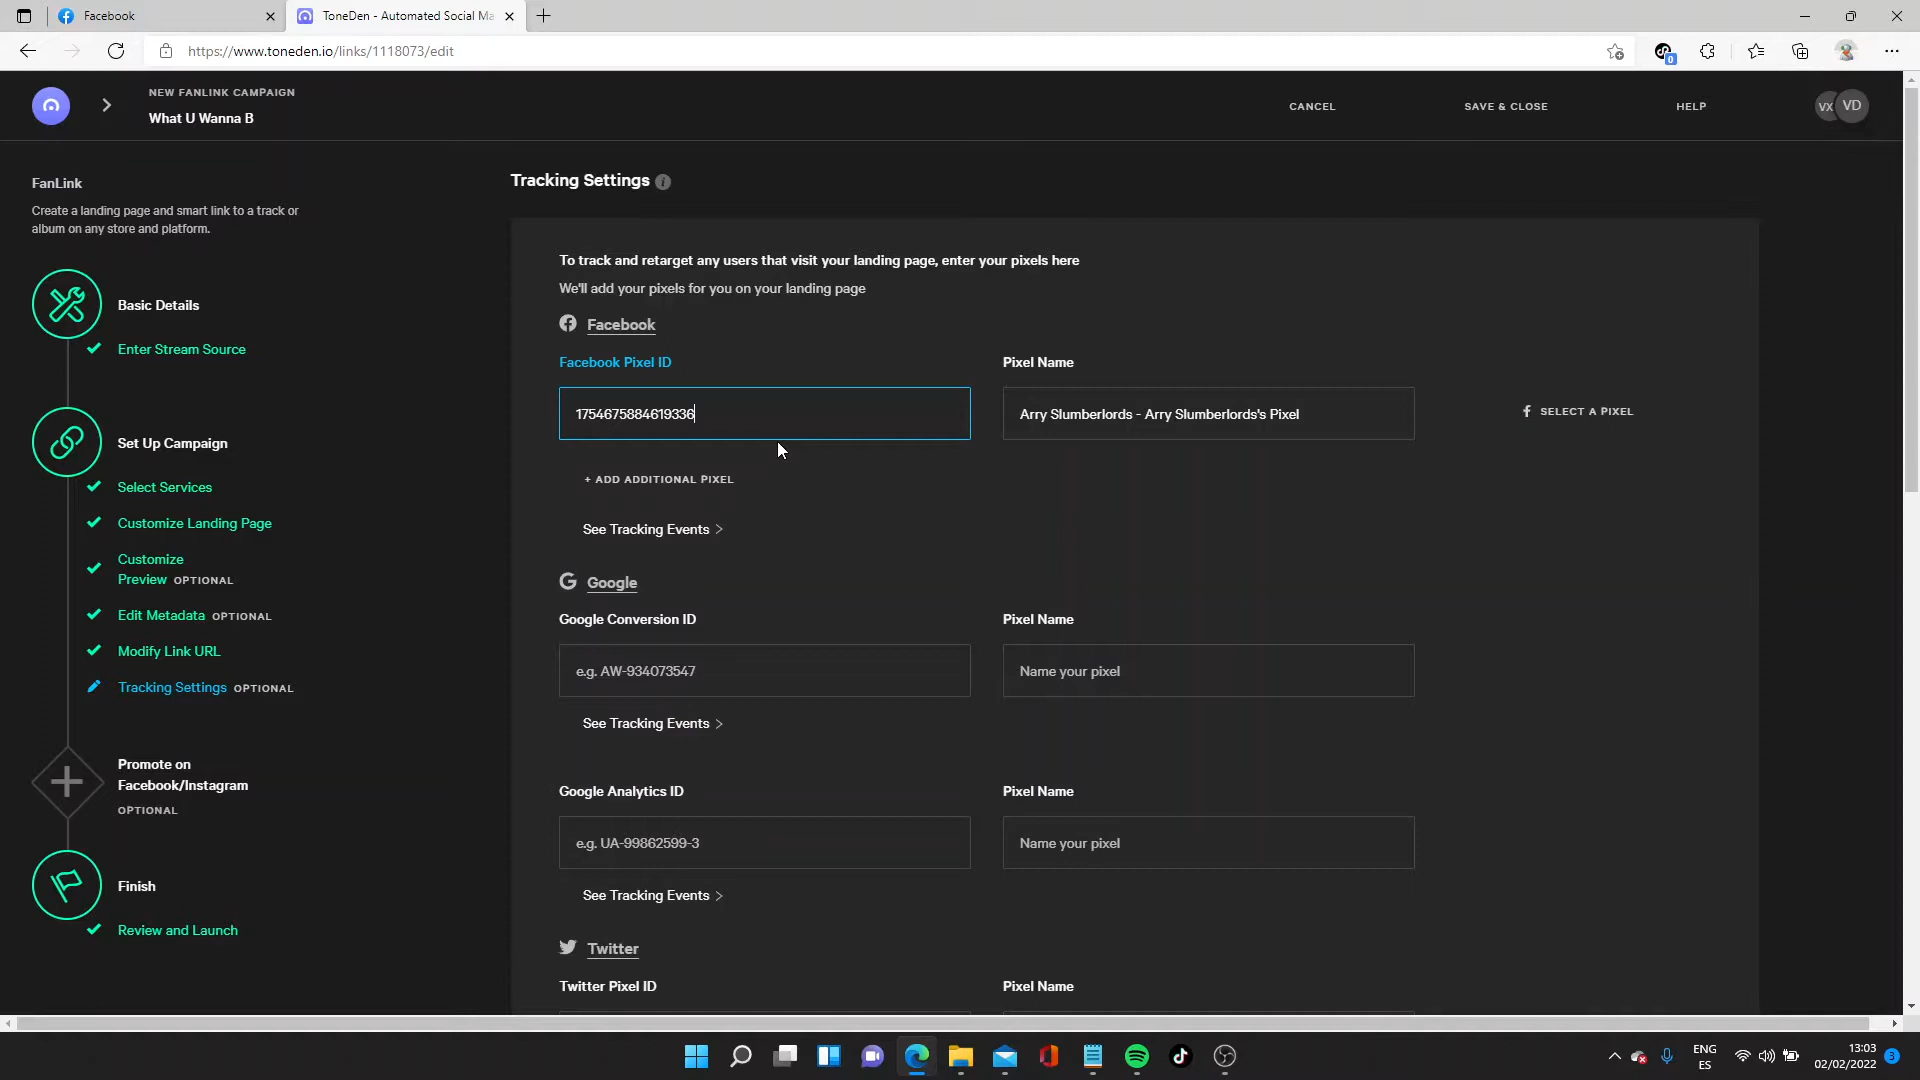 Facebook
ToneDen - Automated Social Ma
https://www.toneden.io/links/1118073/edit
0
NEW FANLINK CAMPAIGN
What U Wanna B
CANCEL
SAVE & CLOSE
HELP
VX
VD
FanLink
Create a landing page and smart link to a track or
album on any store and platform.
Basic Details
Enter Stream Source
Set Up Campaign
Select Services
Customize Landing Page
Customize
Preview OPTIONAL
Edit Metadata OPTIONAL
Modify Link URL
Tracking Settings OPTIONAL
Promote on
Facebook/Instagram
OPTIONAL
Finish
Review and Launch
Tracking Settings
To track and retarget any users that visit your landing page, enter your pixels here
We'll add your pixels for you on your landing page
Facebook
Facebook Pixel ID
Pixel Name
1754675884619336
Arry Slumberlords - Arry Slumberlords's Pixel
SELECT A PIXEL
+ ADD ADDITIONAL PIXEL
See Tracking Events >
Google
Google Conversion ID
Pixel Name
e.g. AW-934073547
Name your pixel
See Tracking Events >
Google Analytics ID
Pixel Name
e.g. UA-99862599-3
Name your pixel
See Tracking Events >
Twitter
Twitter Pixel ID
Pixel Name
ENG
ES
13:03
02/02/2022
3